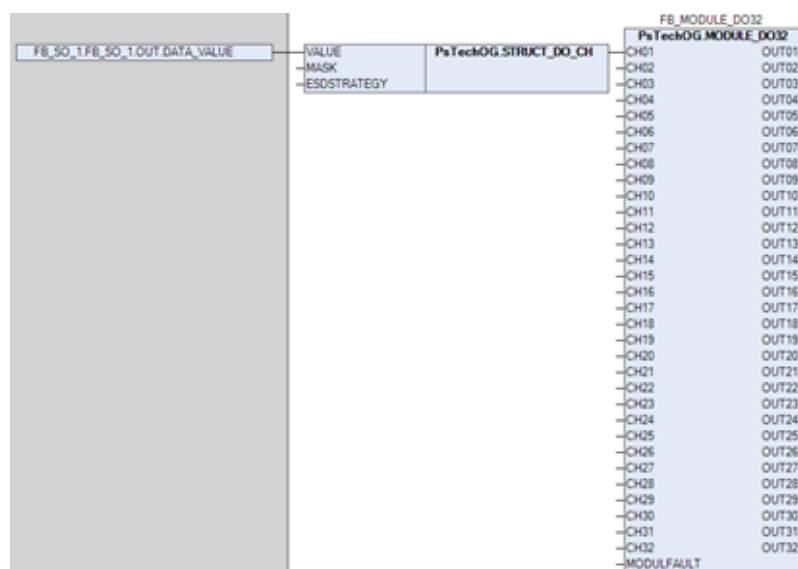 FB_MODULE_DO32
PsTechOG.MODULE_DO32
FB_SO_1.FB_SO_1.OUT.DATA_VALUE
VALUE PsTechOG.STRUCT_DO_CH
MASK
ESDSTRATEGY
CH01 OUT01
CH02 OUT02
CH03 OUT03
CH04 OUT04
CH05 OUT05
CH06 OUT06
CH07 OUT07
CH08 OUT08
CH09 OUT09
CH10 OUT10
CH11 OUT11
CH12 OUT12
CH13 OUT13
CH14 OUT14
CH15 OUT15
CH16 OUT16
CH17 OUT17
CH18 OUT18
CH19 OUT19
CH20 OUT20
CH21 OUT21
CH22 OUT22
CH23 OUT23
CH24 OUT24
CH25 OUT25
CH26 OUT26
CH27 OUT27
CH28 OUT28
CH29 OUT29
CH30 OUT30
CH31 OUT31
CH32 OUT32
MODULFAULT